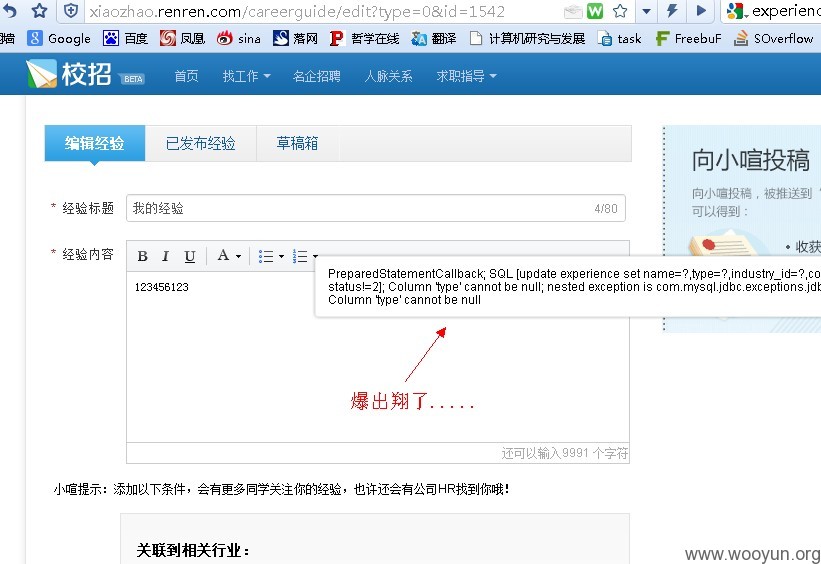 xiaozhao.renren.com/careerguide/edit?type=0&id=1542
experienc
翻墙 Google 百度 凤凰 sina 落网 哲学在线 翻译 计算机研究与发展 task FreebuF SOverflow
校招 BETA 首页 找工作 名企招聘 人脉关系 求职指导
编辑经验 已发布经验 草稿箱
* 经验标题 我的经验 4/80
* 经验内容 B I U A
123456123
PreparedStatementCallback; SQL [update experience set name=?,type=?,industry_id=?,co
status!=2]; Column 'type' cannot be null; nested exception is com.mysql.jdbc.exceptions.jdb
Column 'type' cannot be null
爆出翔了.....
还可以输入9991 个字符
小喧提示：添加以下条件，会有更多同学关注你的经验，也许还会有公司HR找到你哦！
关联到相关行业：
向小喧投稿
向小喧投稿，被推送到
可以得到：
• 收获
www.wooyun.org